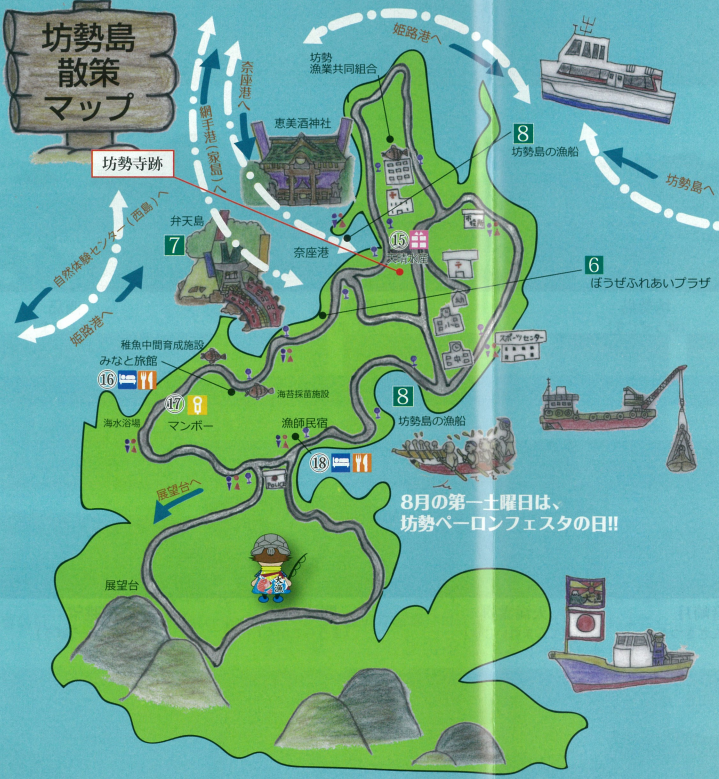 坊勢島
散策
マップ
姫路港へ
奈座港へ
網手港(家島)へ
坊勢
漁業共同組合
恵美酒神社
坊勢寺跡
8
坊勢島の漁船
坊勢島へ
自然体験センター(西島)へ
弁天島
7
奈座港
⑮
市役所
姫路港へ
6
ぼうぜふれあいプラザ
稚魚中間育成施設
みなと旅館
⑯
スポーツセンター
⑰
海苔採苗施設
マンボー
海水浴場
8
坊勢島の漁船
漁師民宿
⑱
POLICE
展望台へ
8月の第一土曜日は、
坊勢ペーロンフェスタの日!!
展望台